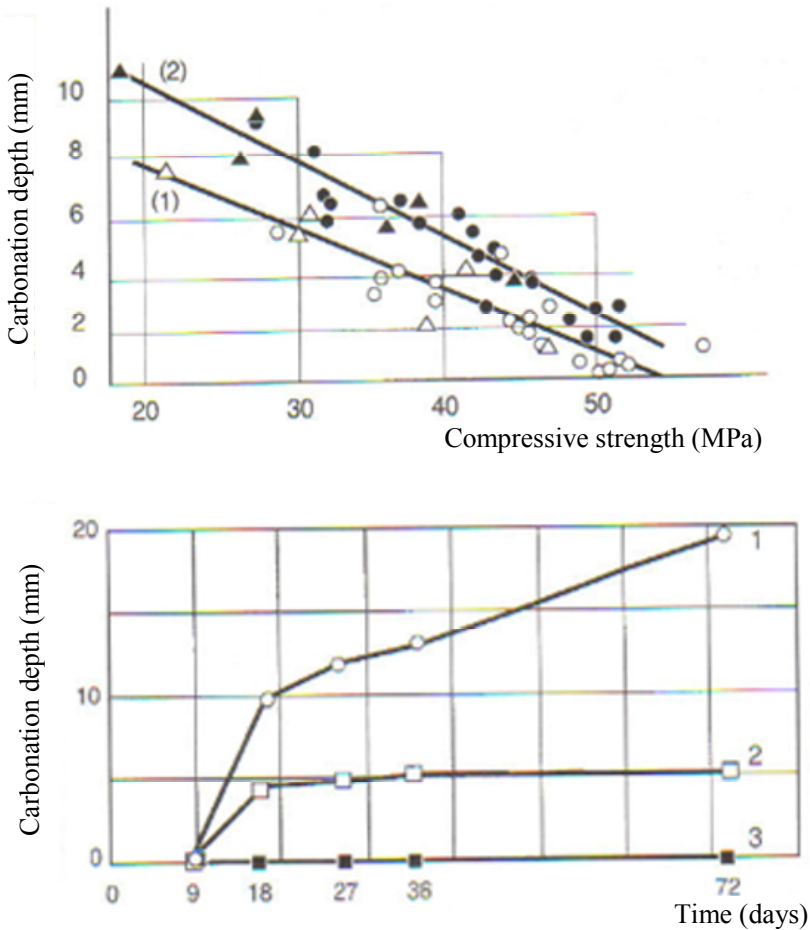 Carbonation depth (mm)
(2)
(1)
10
8
6
4
2
0
20 30 40 50
Compressive strength (MPa)
Carbonation depth (mm)
20
10
0
1
2
3
0 9 18 27 36 72
Time (days)